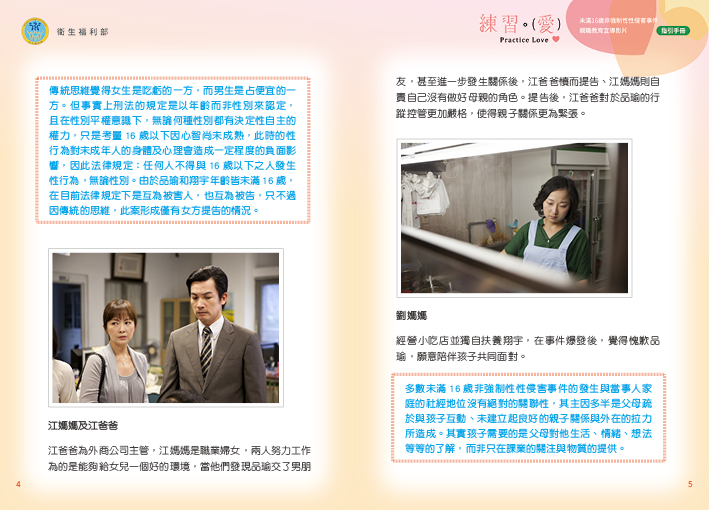 衛生福利部
傳統思維覺得女生是吃虧的一方，而男生是占便宜的一
方。但事實上刑法的規定是以年齡而非性別來認定，
且在性別平權意識下，無論何種性別都有決定性自主的
權力，只是考量 16 歲以下因心智尚未成熟，此時的性
行為對未成年人的身體及心理會造成一定程度的負面影
響，因此法律規定：任何人不得與 16 歲以下之人發生
性行為，無論性別。由於品瑜和翔宇年齡皆未滿 16 歲，
在目前法律規定下是互為被害人，也互為被告，只不過
因傳統的思維，此案形成僅有女方提告的情況。
江媽媽及江爸爸
江爸爸為外商公司主管，江媽媽是職業婦女，兩人努力工作
為的是能夠給女兒一個好的環境，當他們發現品瑜交了男朋
4
練習。(愛)
Practice Love
未滿16歲非強制性性侵害事件
親職教育宣導影片
指引手冊
友，甚至進一步發生關係後，江爸爸憤而提告、江媽媽則自
責自己沒有做好母親的角色。提告後，江爸爸對於品瑜的行
蹤控管更加嚴格，使得親子關係更為緊張。
劉媽媽
經營小吃店並獨自扶養翔宇，在事件爆發後，覺得愧歉品
瑜，願意陪伴孩子共同面對。
多數未滿 16 歲非強制性性侵害事件的發生與當事人家
庭的社經地位沒有絕對的關聯性，其主因多半是父母疏
於與孩子互動、未建立起良好的親子關係與外在的拉力
所造成。其實孩子需要的是父母對他生活、情緒、想法
等等的了解，而非只在課業的關注與物質的提供。
5